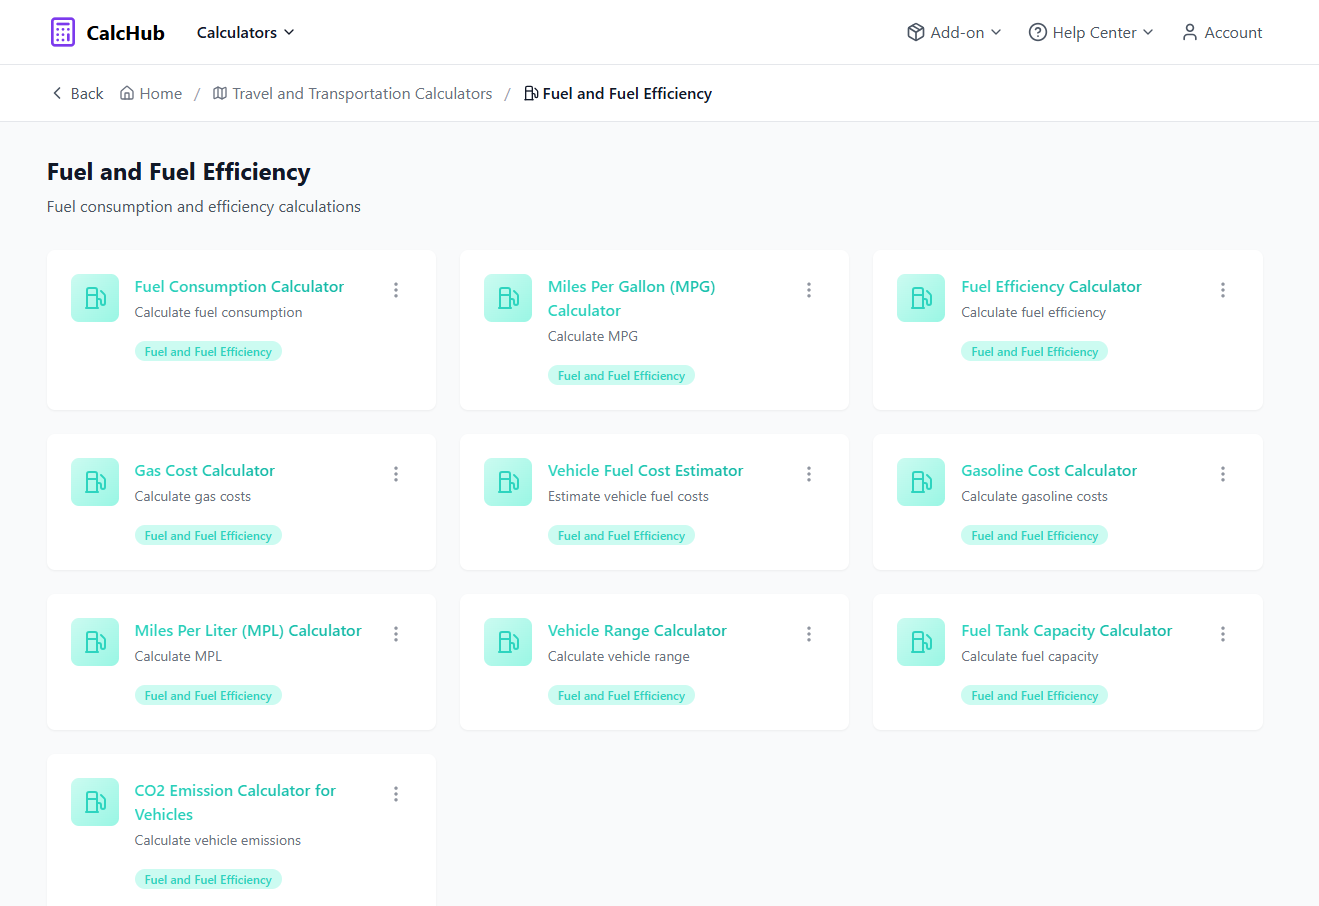 CalcHub
Calculators
Add-on
Help Center
Account
Back
Home / Travel and Transportation Calculators / Fuel and Fuel Efficiency
Fuel and Fuel Efficiency
Fuel consumption and efficiency calculations
Fuel Consumption Calculator
Calculate fuel consumption
Fuel and Fuel Efficiency
Miles Per Gallon (MPG)
Calculator
Calculate MPG
Fuel and Fuel Efficiency
Fuel Efficiency Calculator
Calculate fuel efficiency
Fuel and Fuel Efficiency
Gas Cost Calculator
Calculate gas costs
Fuel and Fuel Efficiency
Vehicle Fuel Cost Estimator
Estimate vehicle fuel costs
Fuel and Fuel Efficiency
Gasoline Cost Calculator
Calculate gasoline costs
Fuel and Fuel Efficiency
Miles Per Liter (MPL) Calculator
Calculate MPL
Fuel and Fuel Efficiency
Vehicle Range Calculator
Calculate vehicle range
Fuel and Fuel Efficiency
Fuel Tank Capacity Calculator
Calculate fuel capacity
Fuel and Fuel Efficiency
CO2 Emission Calculator for
Vehicles
Calculate vehicle emissions
Fuel and Fuel Efficiency